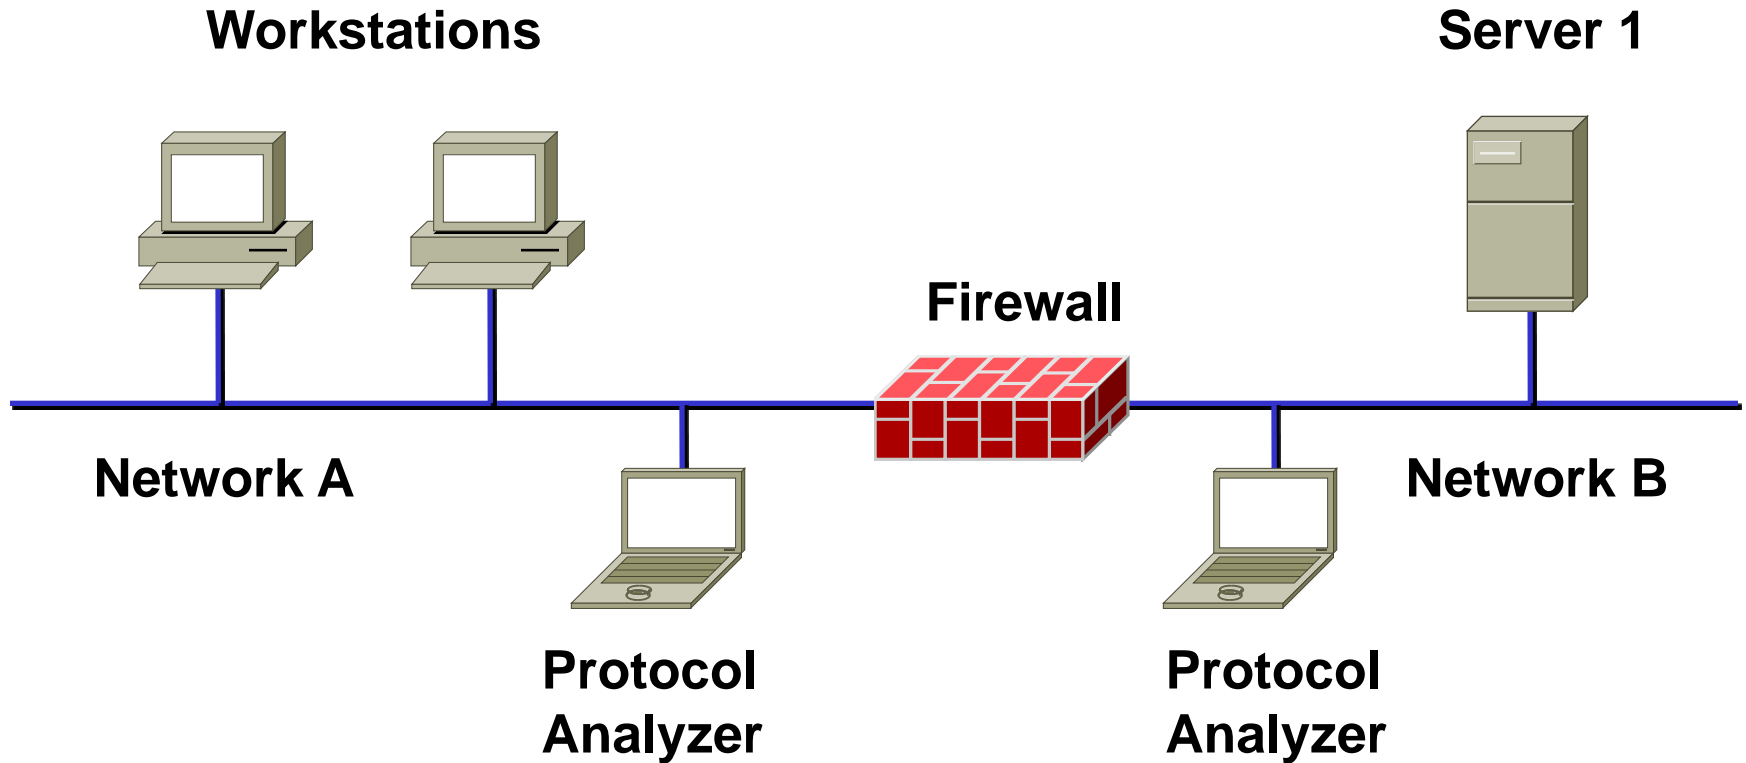 Workstations
Server 1
Firewall
Network A
Network B
Protocol
Analyzer
Protocol
Analyzer